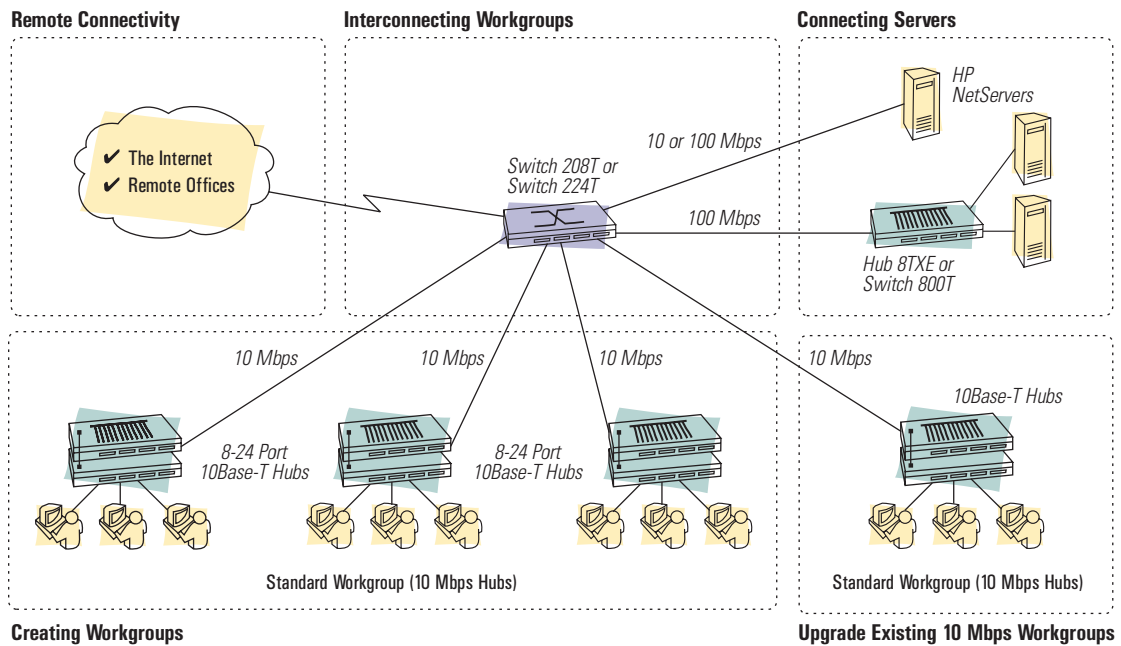 Remote Connectivity
Interconnecting Workgroups
Connecting Servers
✔ The Internet
✔ Remote Offices
Switch 208T or
Switch 224T
10 or 100 Mbps
HP
NetServers
100 Mbps
Hub 8TXE or
Switch 800T
10 Mbps
10 Mbps
10 Mbps
10 Mbps
8-24 Port
10Base-T Hubs
8-24 Port
10Base-T Hubs
10Base-T Hubs
Standard Workgroup (10 Mbps Hubs)
Standard Workgroup (10 Mbps Hubs)
Creating Workgroups
Upgrade Existing 10 Mbps Workgroups